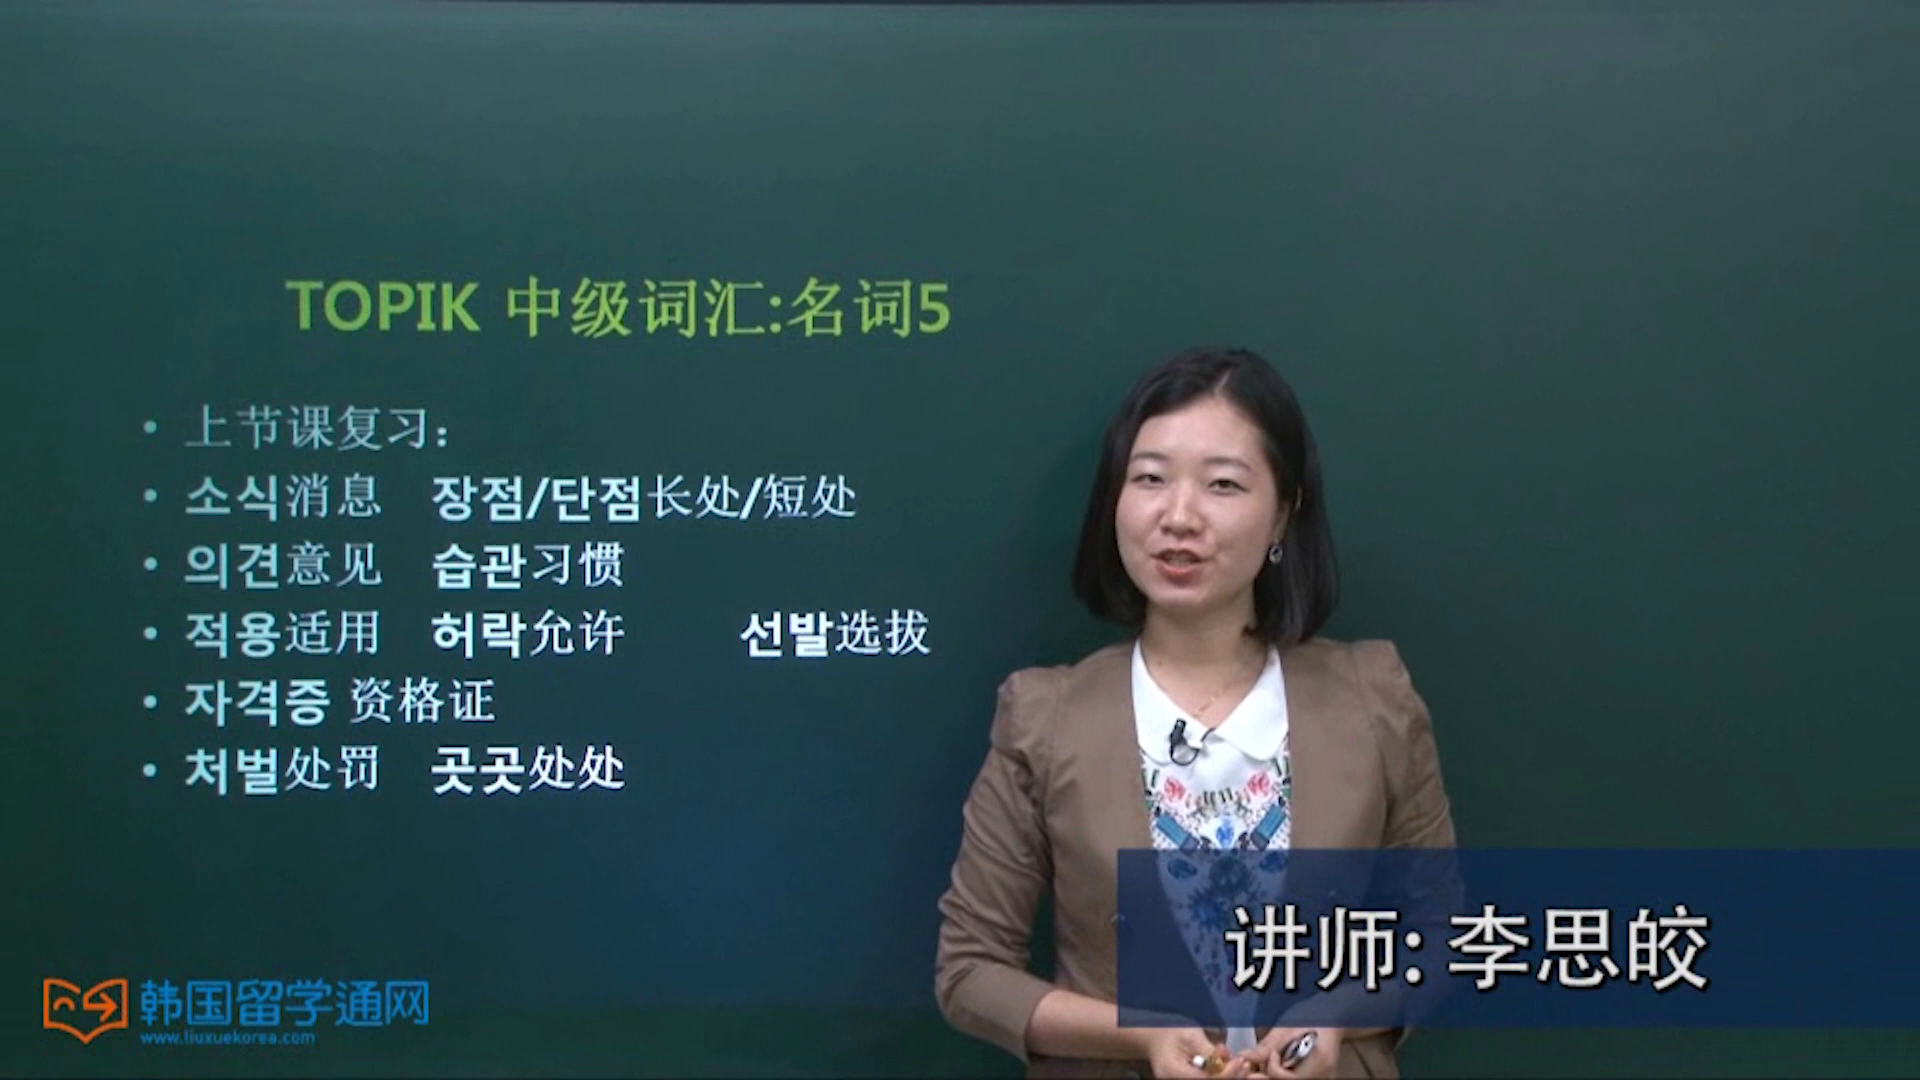 TOPIK 中级词汇:名词5
• 上节课复习：
• 소식消息 장점/단점长处/短处
• 의견意见 습관习惯
• 적용适用 허락允许 선발选拔
• 자격증 资格证
• 처벌处罚 곳곳处处
讲师: 李思皎
韩国留学通网
www.liuxuekorea.com